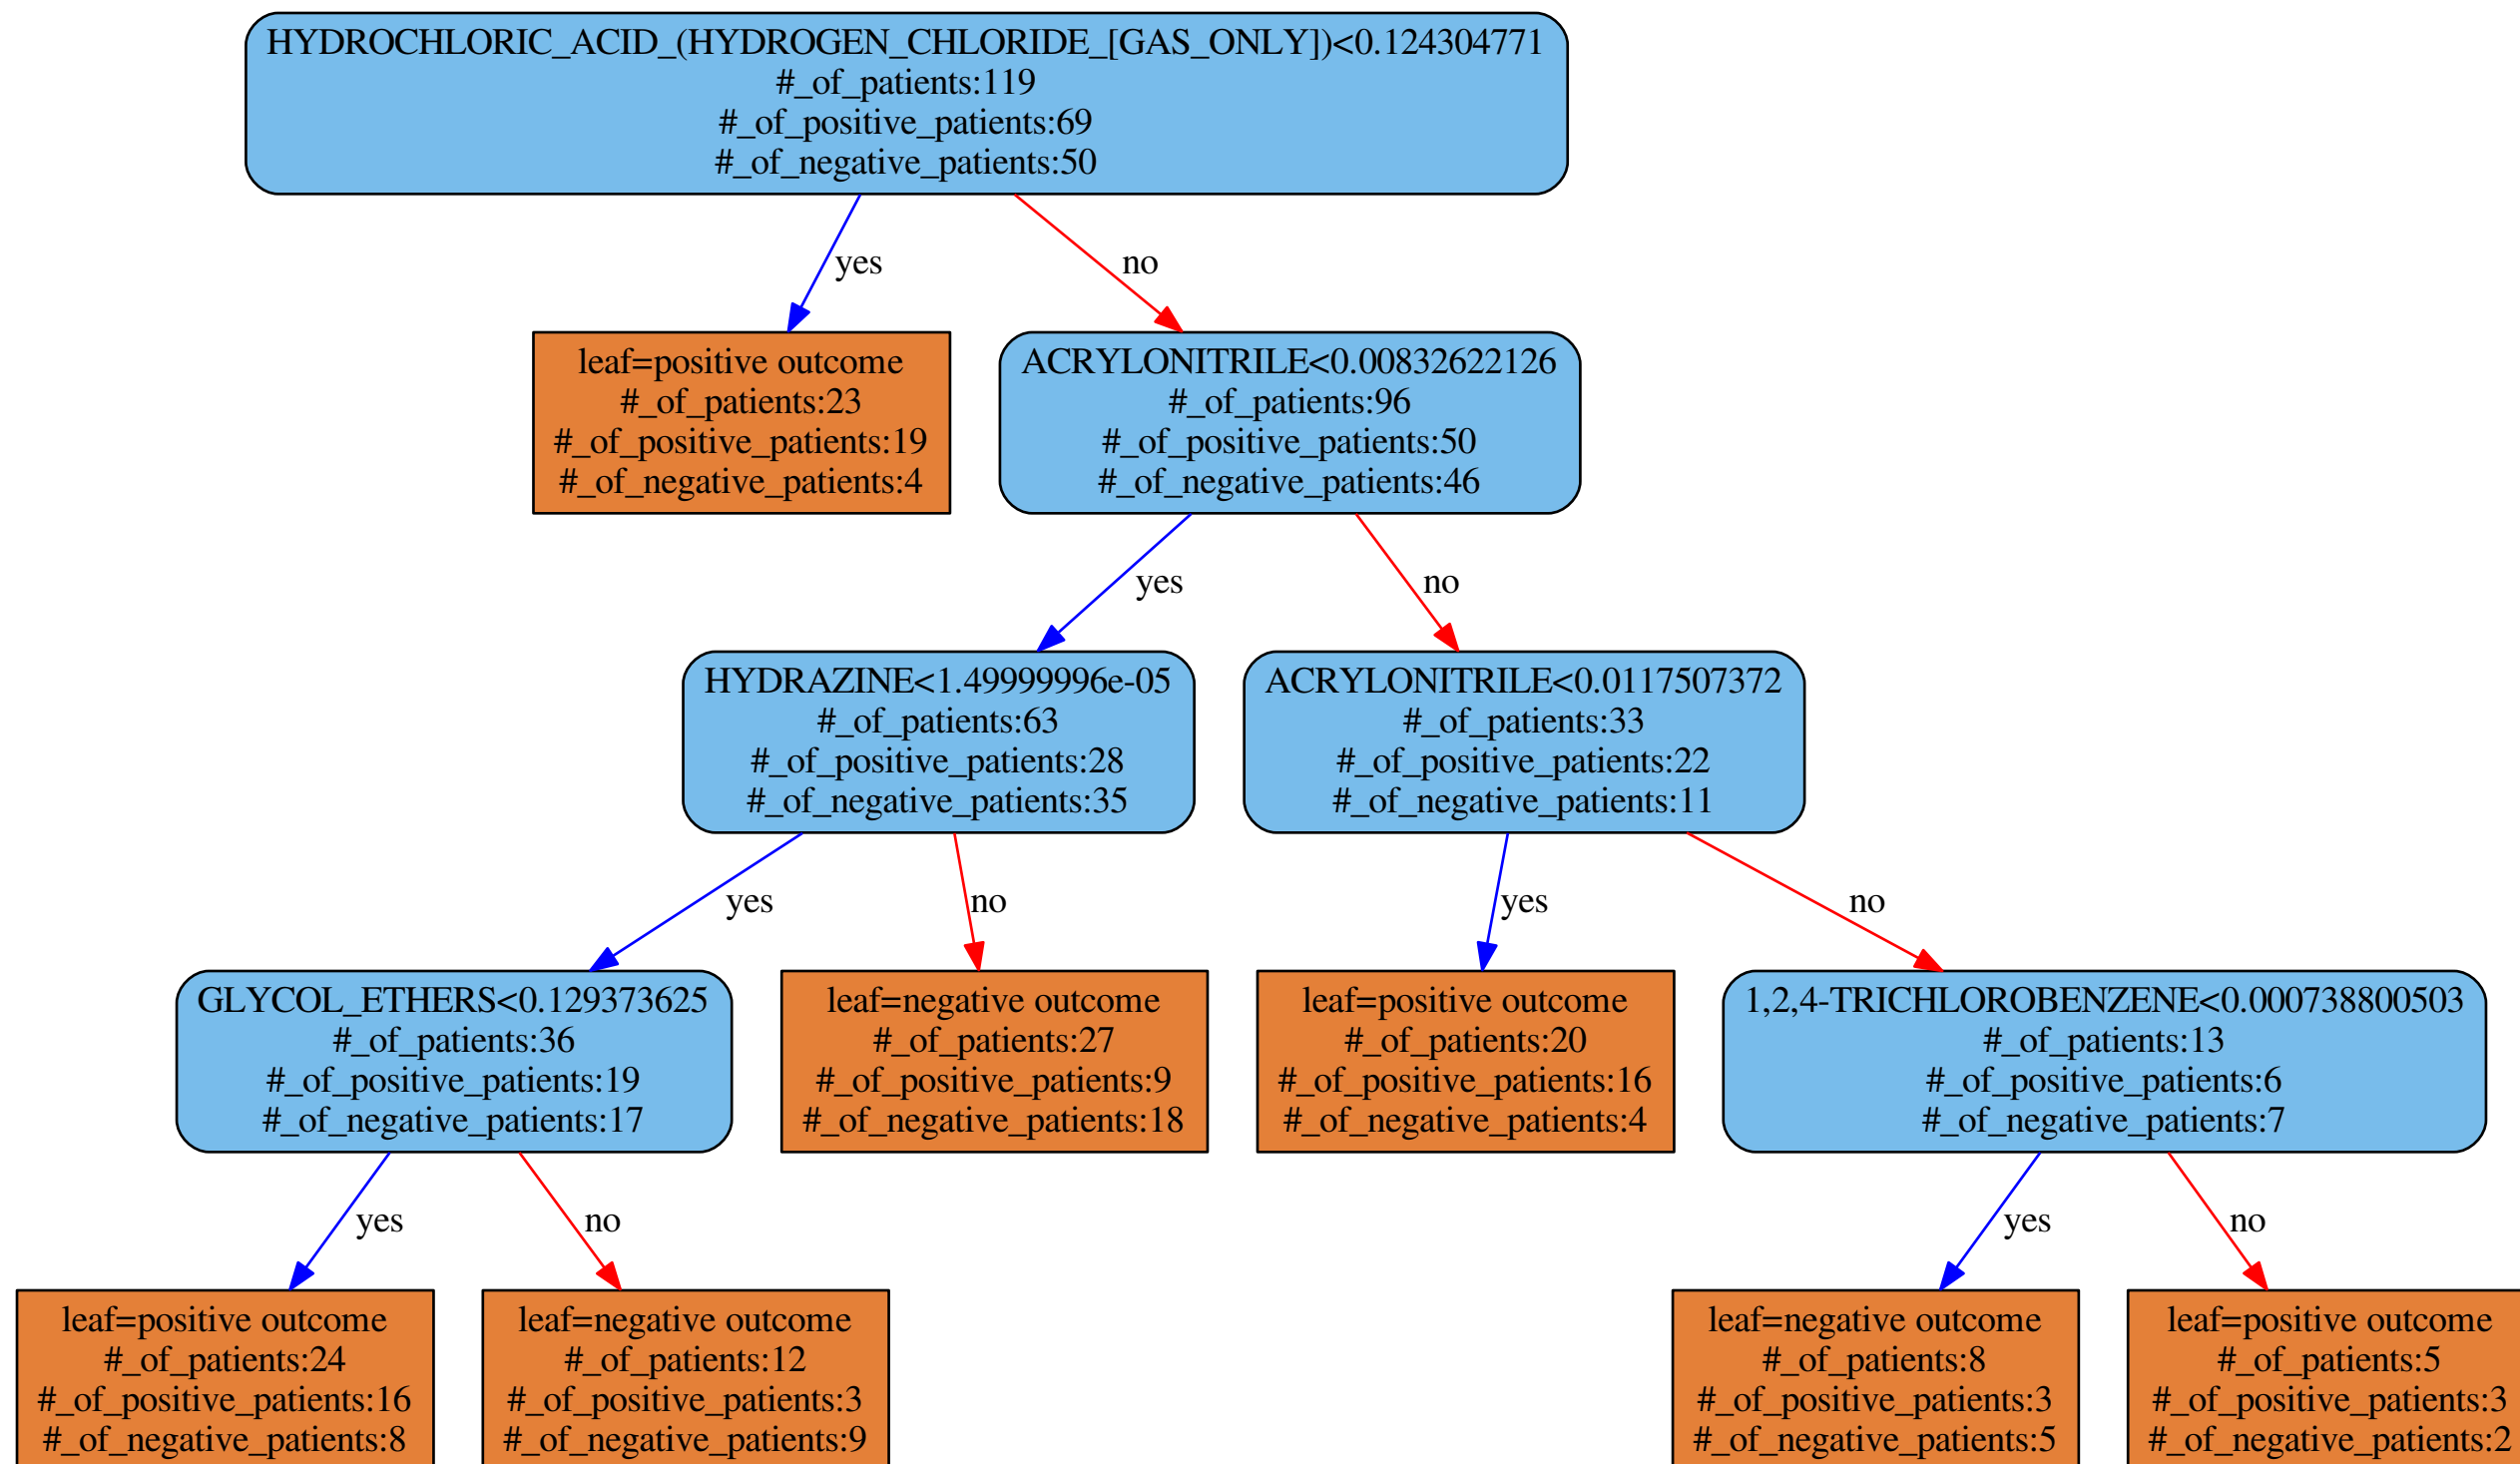 HYDROCHLORIC_ACID_(HYDROGEN_CHLORIDE_[GAS_ONLY])<0.124304771
#_of_patients:119
#_of_positive_patients:69
#_of_negative_patients:50
yes
no
leaf=positive outcome
#_of_patients:23
#_of_positive_patients:19
#_of_negative_patients:4
ACRYLONITRILE<0.00832622126
#_of_patients:96
#_of_positive_patients:50
#_of_negative_patients:46
yes
no
HYDRAZINE<1.49999996e-05
#_of_patients:63
#_of_positive_patients:28
#_of_negative_patients:35
ACRYLONITRILE<0.0117507372
#_of_patients:33
#_of_positive_patients:22
#_of_negative_patients:11
yes
no
yes
no
GLYCOL_ETHERS<0.129373625
#_of_patients:36
#_of_positive_patients:19
#_of_negative_patients:17
leaf=negative outcome
#_of_patients:27
#_of_positive_patients:9
#_of_negative_patients:18
leaf=positive outcome
#_of_patients:20
#_of_positive_patients:16
#_of_negative_patients:4
1,2,4-TRICHLOROBENZENE<0.000738800503
#_of_patients:13
#_of_positive_patients:6
#_of_negative_patients:7
yes
no
yes
no
leaf=positive outcome
#_of_patients:24
#_of_positive_patients:16
#_of_negative_patients:8
leaf=negative outcome
#_of_patients:12
#_of_positive_patients:3
#_of_negative_patients:9
leaf=negative outcome
#_of_patients:8
#_of_positive_patients:3
#_of_negative_patients:5
leaf=positive outcome
#_of_patients:5
#_of_positive_patients:3
#_of_negative_patients:2